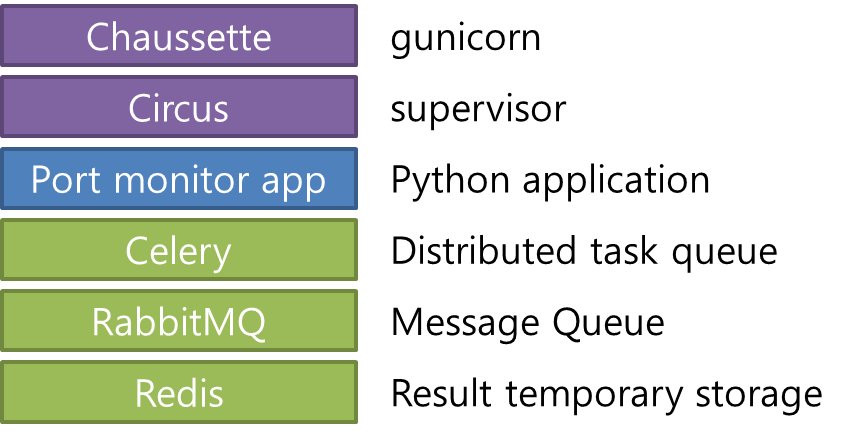 Chaussette gunicorn
Circus supervisor
Port monitor app Python application
Celery Distributed task queue
RabbitMQ Message Queue
Redis Result temporary storage